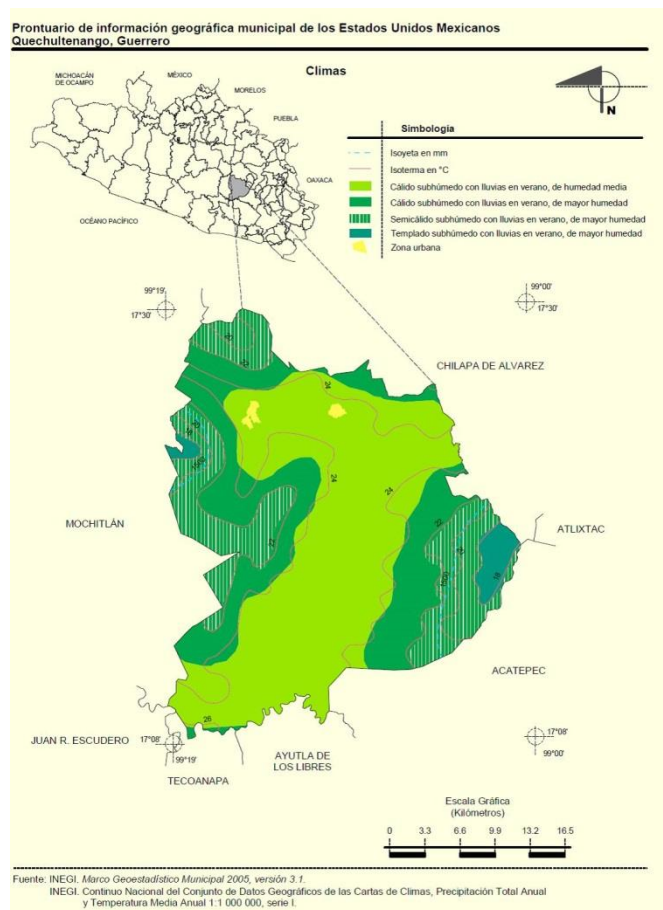 Prontuario de información geográfica municipal de los Estados Unidos Mexicanos
Quechultenango, Guerrero
Climas
MICHOACÁN
DE OCAMPO
MÉXICO
MORELOS
PUEBLA
OAXACA
OCÉANO PACÍFICO
N
Simbología
Isoyeta en mm
Isoterma en °C
Cálido subhúmedo con lluvias en verano, de humedad media
Cálido subhúmedo con lluvias en verano, de mayor humedad
Semicálido subhúmedo con lluvias en verano, de mayor humedad
Templado subhúmedo con lluvias en verano, de mayor humedad
Zona urbana
99°19'
17°30'
99°00'
17°30'
CHILAPA DE ALVAREZ
20
22
24
20
1500
24
24
MOCHITLÁN
22
22
20
1500
18
ATLIXTAC
ACATEPEC
26
JUAN R. ESCUDERO
17°08'
99°19'
TECOANAPA
AYUTLA DE
LOS LIBRES
17°08'
99°00'
Escala Gráfica
(Kilómetros)
0 3.3 6.6 9.9 13.2 16.5
Fuente: INEGI. Marco Geoestadístico Municipal 2005, versión 3.1.
INEGI. Continuo Nacional del Conjunto de Datos Geográficos de las Cartas de Climas, Precipitación Total Anual
y Temperatura Media Anual 1:1 000 000, serie I.